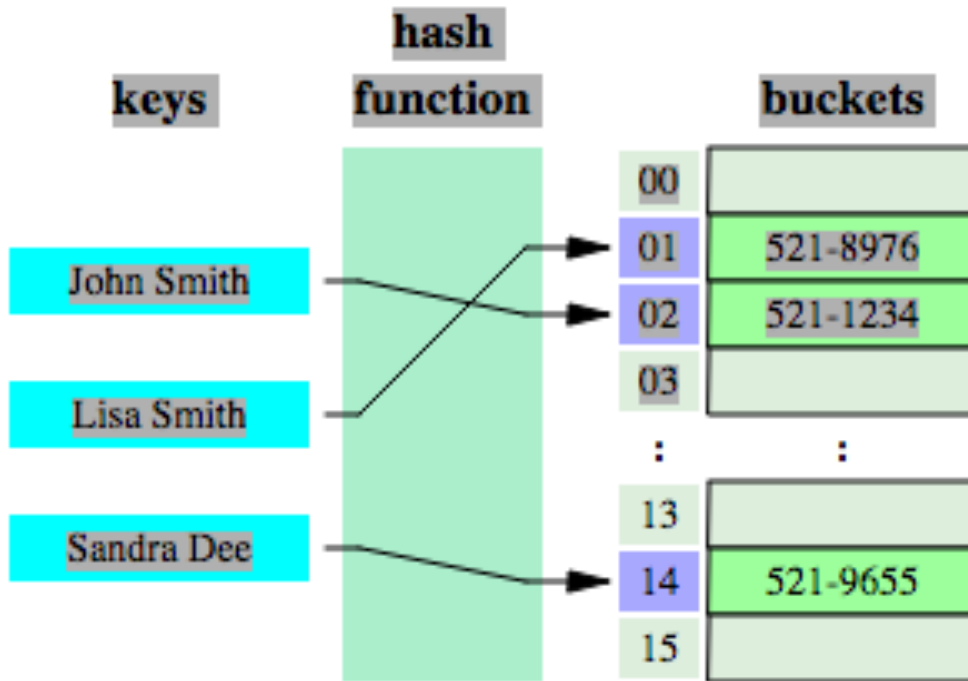 hash
keys function buckets
00
01 521-8976
John Smith
02 521-1234
03
Lisa Smith
: :
13
Sandra Dee
14 521-9655
15